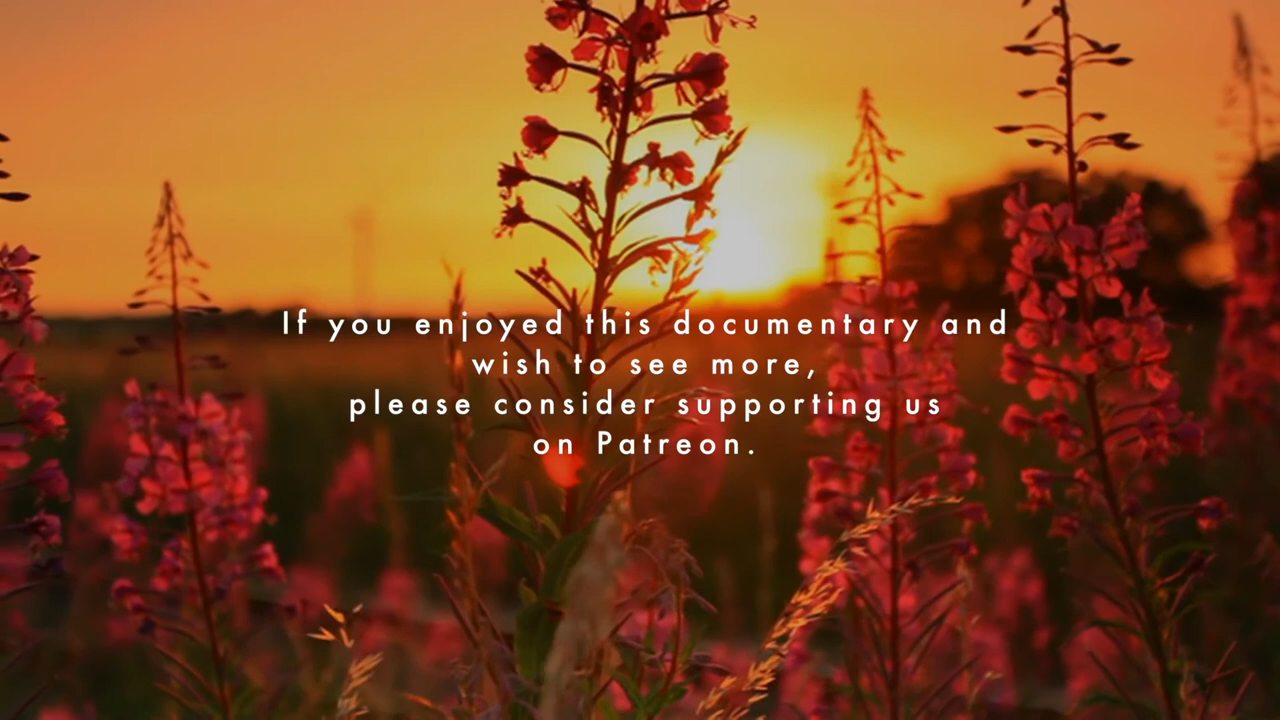 If you enjoyed this documentary and
wish to see more,
please consider supporting us
on Patreon.